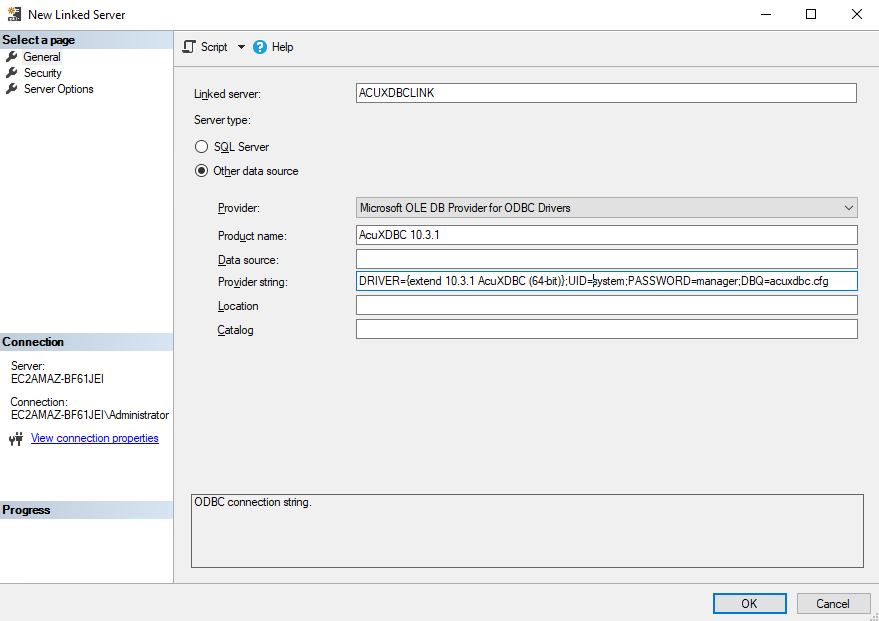 New Linked Server
Select a page
General
Security
Server Options
Script
Help
Linked server:
ACUXDBCLINK
Server type:
SQL Server
Other data source
Provider:
Microsoft OLE DB Provider for ODBC Drivers
Product name:
AcuXDBC 10.3.1
Data source:
Provider string:
DRIVER={extend 10.3.1 AcuXDBC (64-bit)};UID=system;PASSWORD=manager;DBQ=acuxdbc.cfg
Location
Catalog
Connection
Server:
EC2AMAZ-BF61JEI
Connection:
EC2AMAZ-BF61JEI\Administrator
View connection properties
Progress
ODBC connection string.
OK
Cancel